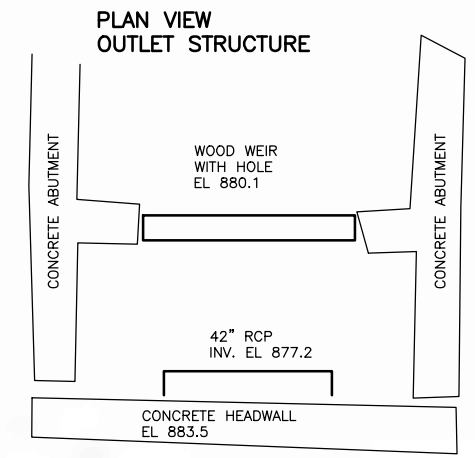 PLAN VIEW
OUTLET STRUCTURE
CONCRETE ABUTMENT
WOOD WEIR
WITH HOLE
EL 880.1
CONCRETE ABUTMENT
42" RCP
INV. EL 877.2
CONCRETE HEADWALL
EL 883.5